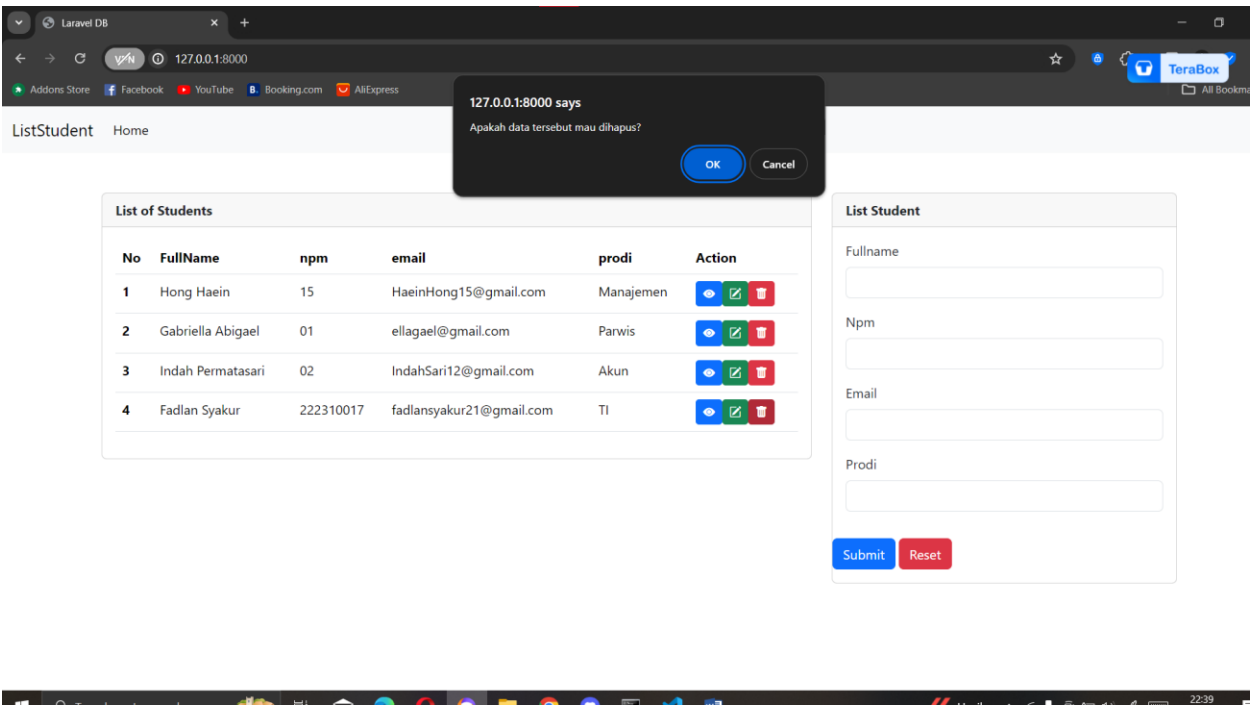 Laravel DB
127.0.0.1:8000
TeraBox
Addons Store Facebook YouTube B. Booking.com AliExpress All Bookma
127.0.0.1:8000 says
Apakah data tersebut mau dihapus?
OK Cancel
ListStudent Home
List of Students
No FullName npm email prodi Action
1 Hong Haein 15 HaeinHong15@gmail.com Manajemen
2 Gabriella Abigael 01 ellagael@gmail.com Parwis
3 Indah Permatasari 02 IndahSari12@gmail.com Akun
4 Fadlan Syakur 222310017 fadlansyakur21@gmail.com TI
List Student
Fullname
Npm
Email
Prodi
Submit Reset
22:39